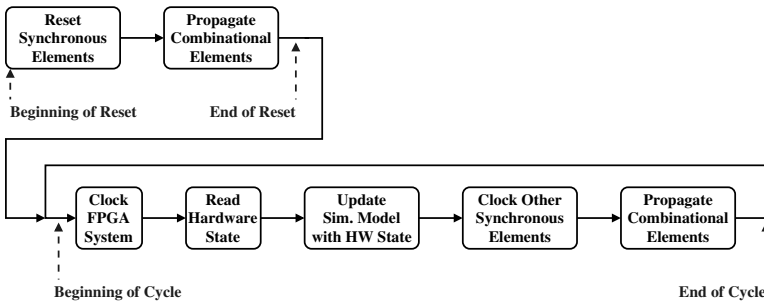 Reset
Synchronous
Elements
Propagate
Combinational
Elements
Beginning of Reset
End of Reset
Clock
FPGA
System
Read
Hardware
State
Update
Sim. Model
with HW State
Clock Other
Synchronous
Elements
Propagate
Combinational
Elements
Beginning of Cycle
End of Cycle